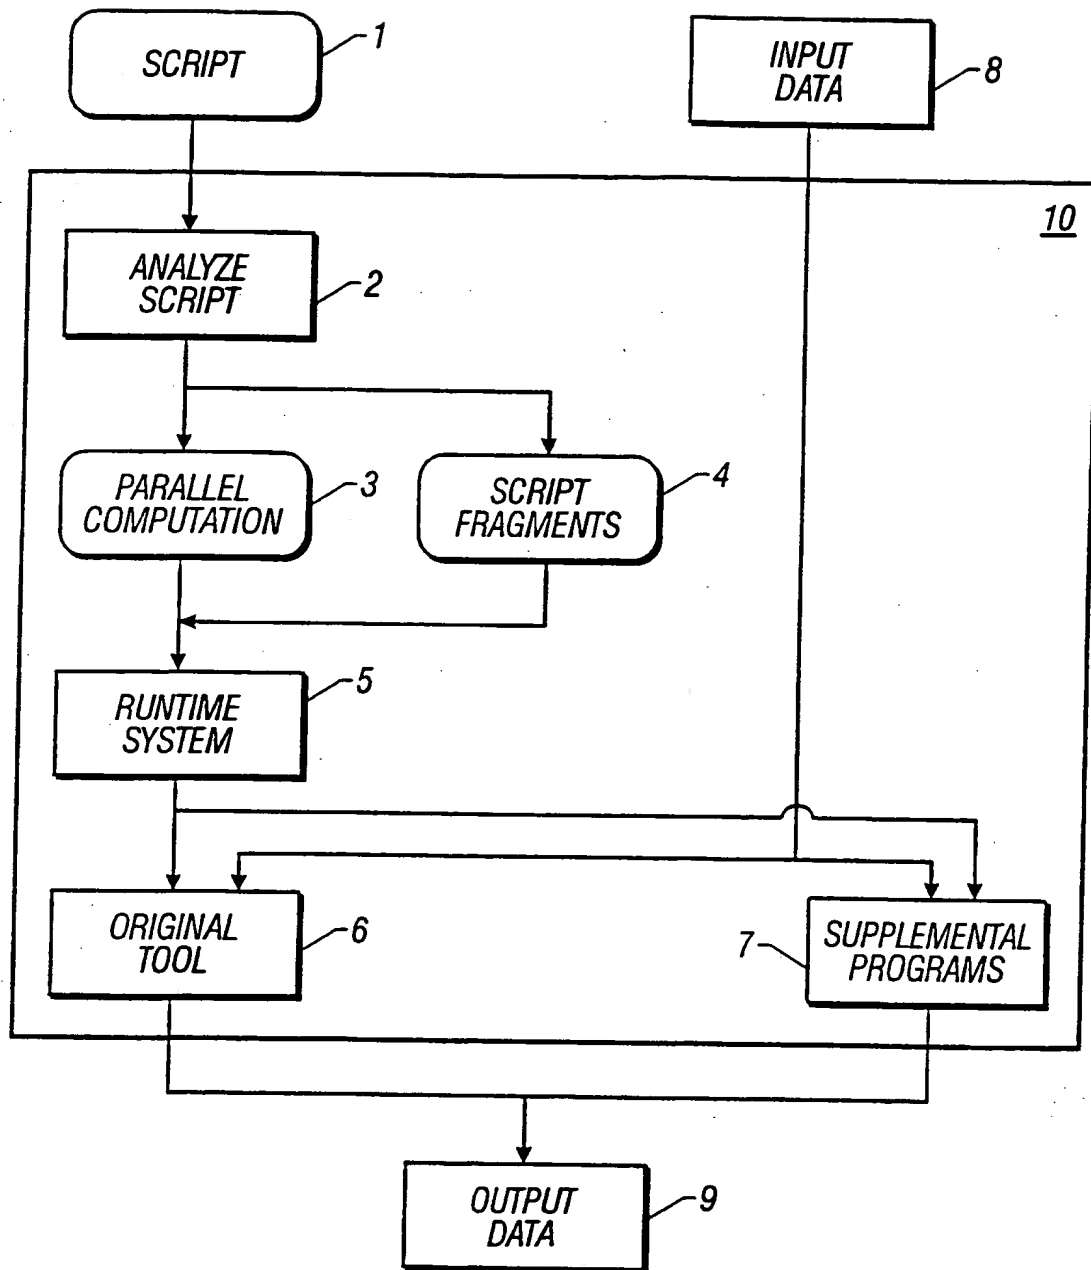 SCRIPT
1
INPUT
DATA
8
10
ANALYZE
SCRIPT
2
PARALLEL
COMPUTATION
3
SCRIPT
FRAGMENTS
4
RUNTIME
SYSTEM
5
ORIGINAL
TOOL
6
7
SUPPLEMENTAL
PROGRAMS
OUTPUT
DATA
9